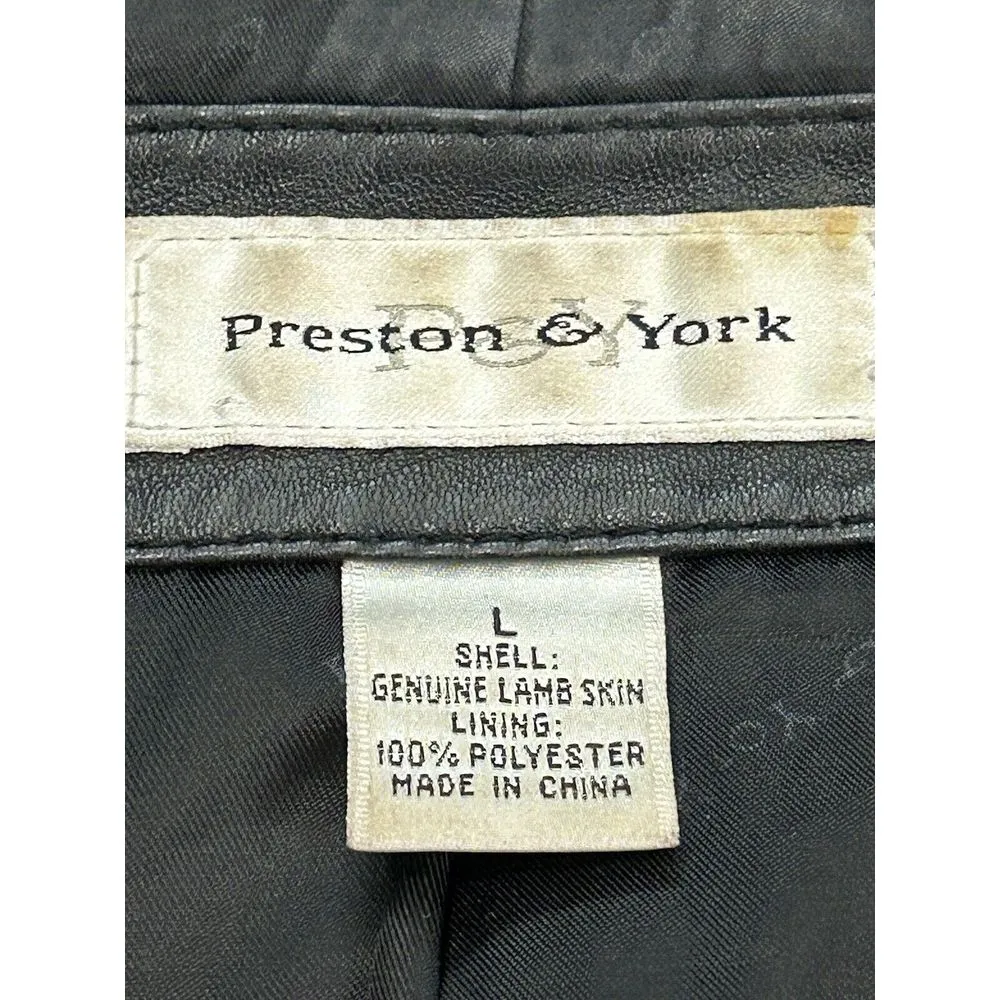 Preston & York
P&Y
L
SHELL:
GENUINE LAMB SKIN
LINING:
100% POLYESTER
MADE IN CHINA